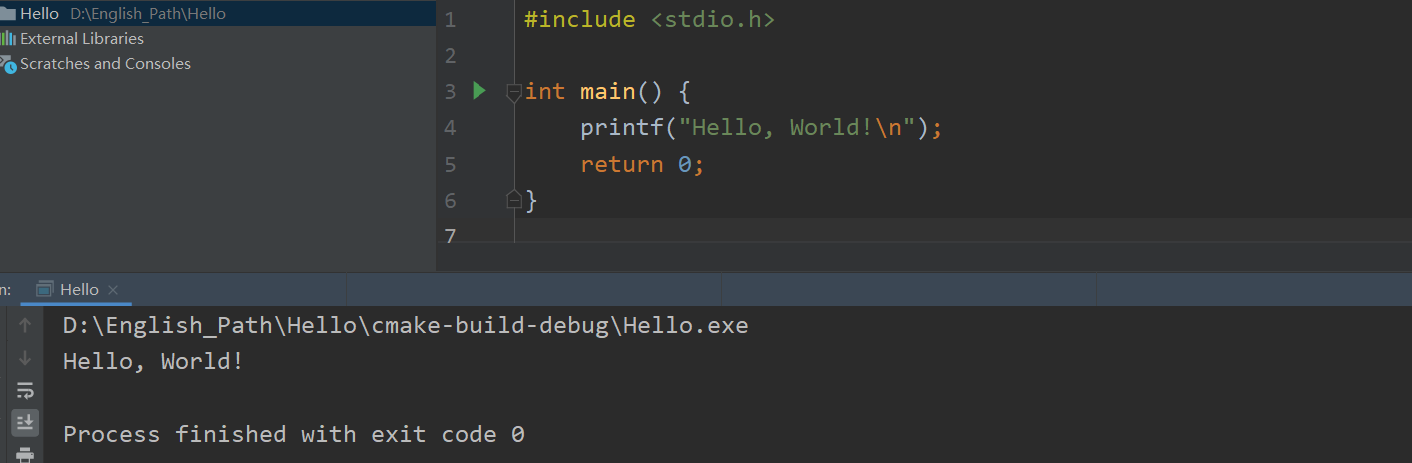 Hello D:\English_Path\Hello
External Libraries
Scratches and Consoles
1 #include <stdio.h>
2
3 int main() {
4 printf("Hello, World!\n");
5 return 0;
6 }
7
n: Hello ×
D:\English_Path\Hello\cmake-build-debug\Hello.exe
Hello, World!
Process finished with exit code 0